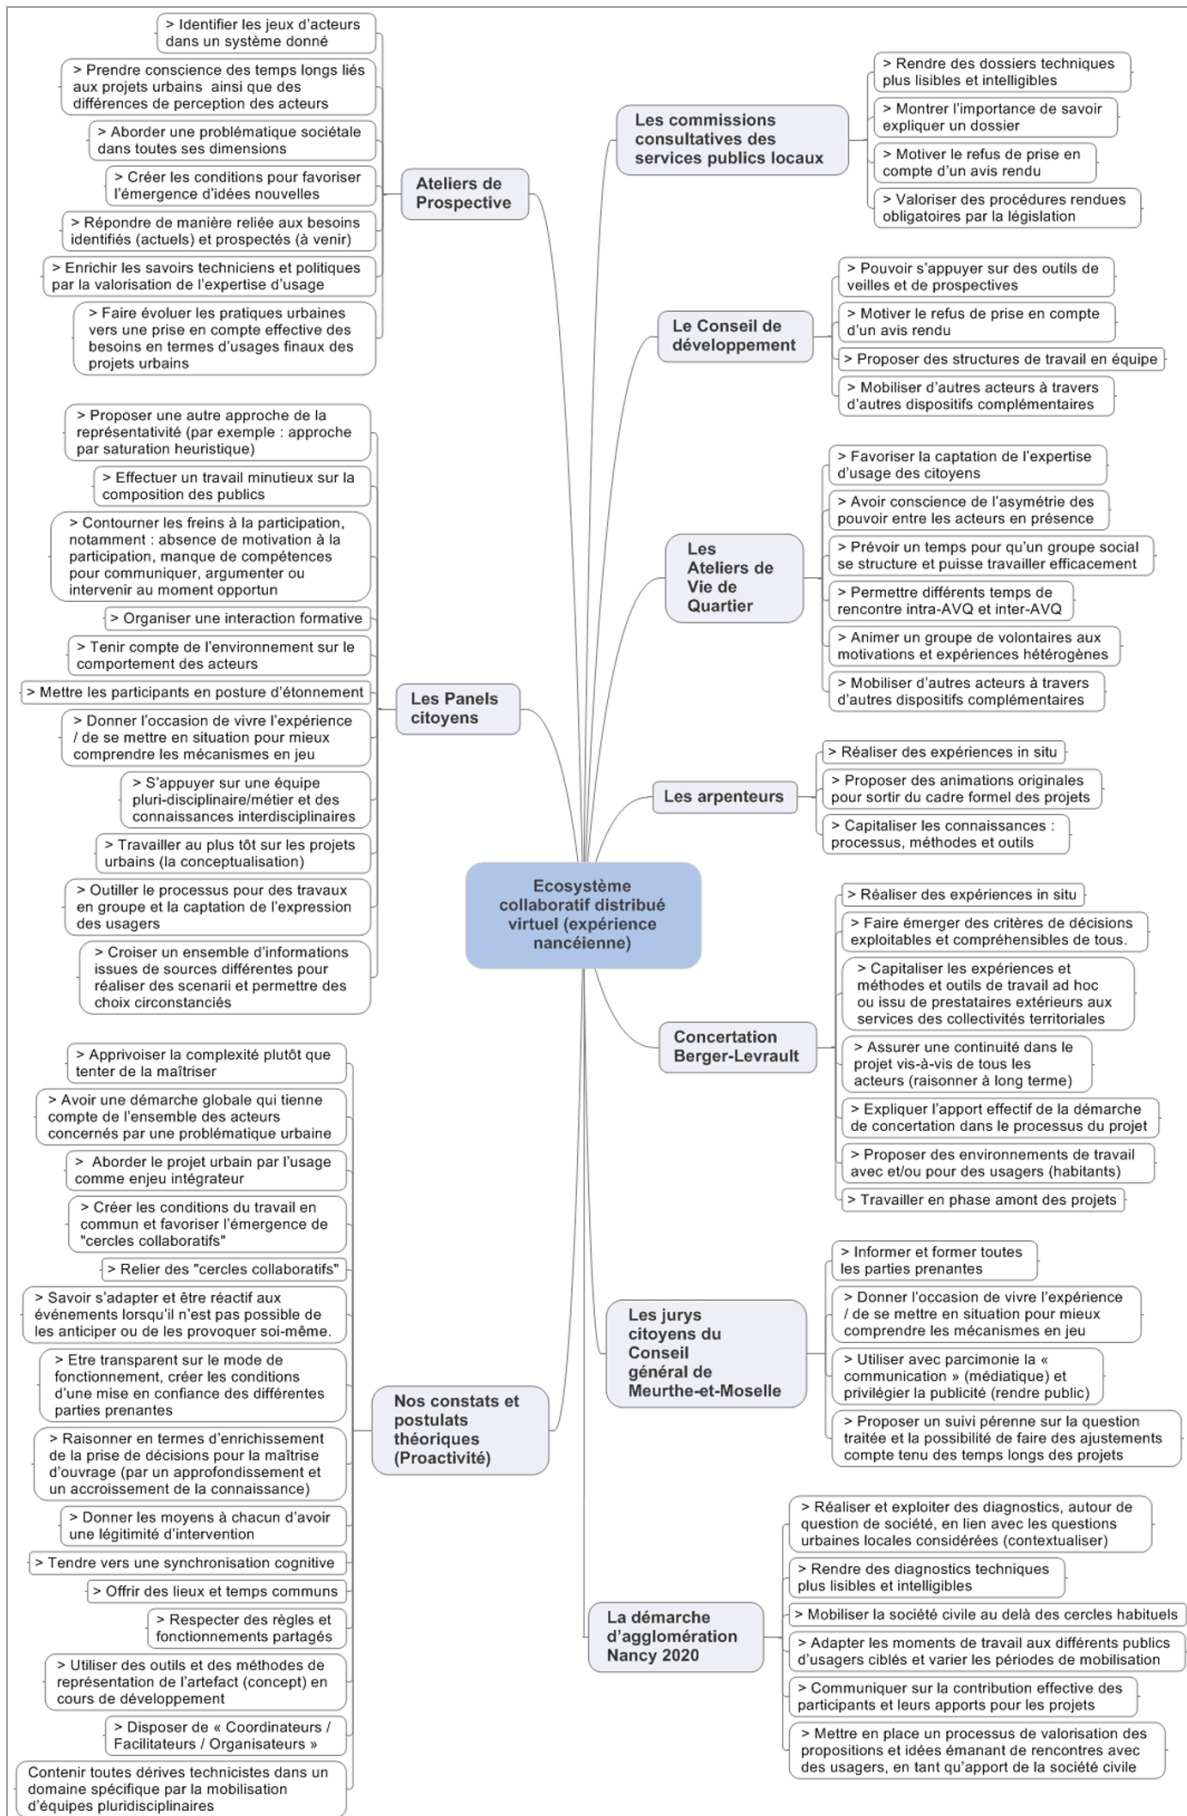 > Identifier les jeux d'acteurs
dans un système donné
> Prendre conscience des temps longs liés
aux projets urbains ainsi que des
différences de perception des acteurs
> Aborder une problématique sociétale
dans toutes ses dimensions
> Créer les conditions pour favoriser
l'émergence d'idées nouvelles
> Répondre de manière reliée aux besoins
identifiés (actuels) et prospectés (à venir)
> Enrichir les savoirs techniciens et politiques
par la valorisation de l'expertise d'usage
> Faire évoluer les pratiques urbaines
vers une prise en compte effective des
besoins en termes d'usages finaux des
projets urbains
Ateliers de
Prospective
> Proposer une autre approche de la
représentativité (par exemple : approche
par saturation heuristique)
> Effectuer un travail minutieux sur la
composition des publics
> Contourner les freins à la participation,
notamment : absence de motivation à la
participation, manque de compétences
pour communiquer, argumenter ou
intervenir au moment opportun
> Organiser une interaction formative
> Tenir compte de l'environnement sur le
comportement des acteurs
> Mettre les participants en posture d'étonnement
> Donner l'occasion de vivre l'expérience
/ de se mettre en situation pour mieux
comprendre les mécanismes en jeu
> S'appuyer sur une équipe
pluri-disciplinaire/métier et des
connaissances interdisciplinaires
> Travailler au plus tôt sur les projets
urbains (la conceptualisation)
> Outiller le processus pour des travaux
en groupe et la captation de l'expression
des usagers
> Croiser un ensemble d'informations
issues de sources différentes pour
réaliser des scenarii et permettre des
choix circonstanciés
Les Panels
citoyens
> Apprivoiser la complexité plutôt que
tenter de la maîtriser
> Avoir une démarche globale qui tienne
compte de l'ensemble des acteurs
concernés par une problématique urbaine
> Aborder le projet urbain par l'usage
comme enjeu intégrateur
> Créer les conditions du travail en
commun et favoriser l'émergence de
"cercles collaboratifs"
> Relier des "cercles collaboratifs"
> Savoir s'adapter et être réactif aux
événements lorsqu'il n'est pas possible de
les anticiper ou de les provoquer soi-même.
> Etre transparent sur le mode de
fonctionnement, créer les conditions
d'une mise en confiance des différentes
parties prenantes
> Raisonner en termes d'enrichissement
de la prise de décisions pour la maîtrise
d'ouvrage (par un approfondissement et
un accroissement de la connaissance)
> Donner les moyens à chacun d'avoir
une légitimité d'intervention
> Tendre vers une synchronisation cognitive
> Offrir des lieux et temps communs
> Respecter des règles et
fonctionnements partagés
> Utiliser des outils et des méthodes de
représentation de l'artefact (concept) en
cours de développement
> Disposer de « Coordinateurs /
Facilitateurs / Organisateurs »
Contenir toutes dérives technicistes dans un
domaine spécifique par la mobilisation
d'équipes pluridisciplinaires
Nos constats et
postulats
théoriques
(Proactivité)
Ecosystème
collaboratif distribué
virtuel (expérience
nancéienne)
Les commissions
consultatives des
services publics locaux
> Rendre des dossiers techniques
plus lisibles et intelligibles
> Montrer l'importance de savoir
expliquer un dossier
> Motiver le refus de prise en
compte d'un avis rendu
> Valoriser des procédures rendues
obligatoires par la législation
Le Conseil de
développement
> Pouvoir s'appuyer sur des outils de
veilles et de prospectives
> Motiver le refus de prise en compte
d'un avis rendu
> Proposer des structures de travail en équipe
> Mobiliser d'autres acteurs à travers
d'autres dispositifs complémentaires
Les
Ateliers de
Vie de
Quartier
> Favoriser la captation de l'expertise
d'usage des citoyens
> Avoir conscience de l'asymétrie des
pouvoir entre les acteurs en présence
> Prévoir un temps pour qu'un groupe social
se structure et puisse travailler efficacement
> Permettre différents temps de
rencontre intra-AVQ et inter-AVQ
> Animer un groupe de volontaires aux
motivations et expériences hétérogènes
> Mobiliser d'autres acteurs à travers
d'autres dispositifs complémentaires
Les arpenteurs
> Réaliser des expériences in situ
> Proposer des animations originales
pour sortir du cadre formel des projets
> Capitaliser les connaissances :
processus, méthodes et outils
Concertation
Berger-Levrault
> Réaliser des expériences in situ
> Faire émerger des critères de décisions
exploitables et compréhensibles de tous.
> Capitaliser les expériences et
méthodes et outils de travail ad hoc
ou issu de prestataires extérieurs aux
services des collectivités territoriales
> Assurer une continuité dans le
projet vis-à-vis de tous les
acteurs (raisonner à long terme)
> Expliquer l'apport effectif de la démarche
de concertation dans le processus du projet
> Proposer des environnements de travail
avec et/ou pour des usagers (habitants)
> Travailler en phase amont des projets
Les jurys
citoyens du
Conseil
général de
Meurthe-et-Moselle
> Informer et former toutes
les parties prenantes
> Donner l'occasion de vivre l'expérience
/ de se mettre en situation pour mieux
comprendre les mécanismes en jeu
> Utiliser avec parcimonie la «
communication » (médiatique) et
privilégier la publicité (rendre public)
> Proposer un suivi pérenne sur la question
traitée et la possibilité de faire des ajustements
compte tenu des temps longs des projets
La démarche
d'agglomération
Nancy 2020
> Réaliser et exploiter des diagnostics, autour de
question de société, en lien avec les questions
urbaines locales considérées (contextualiser)
> Rendre des diagnostics techniques
plus lisibles et intelligibles
> Mobiliser la société civile au delà des cercles habituels
> Adapter les moments de travail aux différents publics
d'usagers ciblés et varier les périodes de mobilisation
> Communiquer sur la contribution effective des
participants et leurs apports pour les projets
> Mettre en place un processus de valorisation des
propositions et idées émanant de rencontres avec
des usagers, en tant qu'apport de la société civile